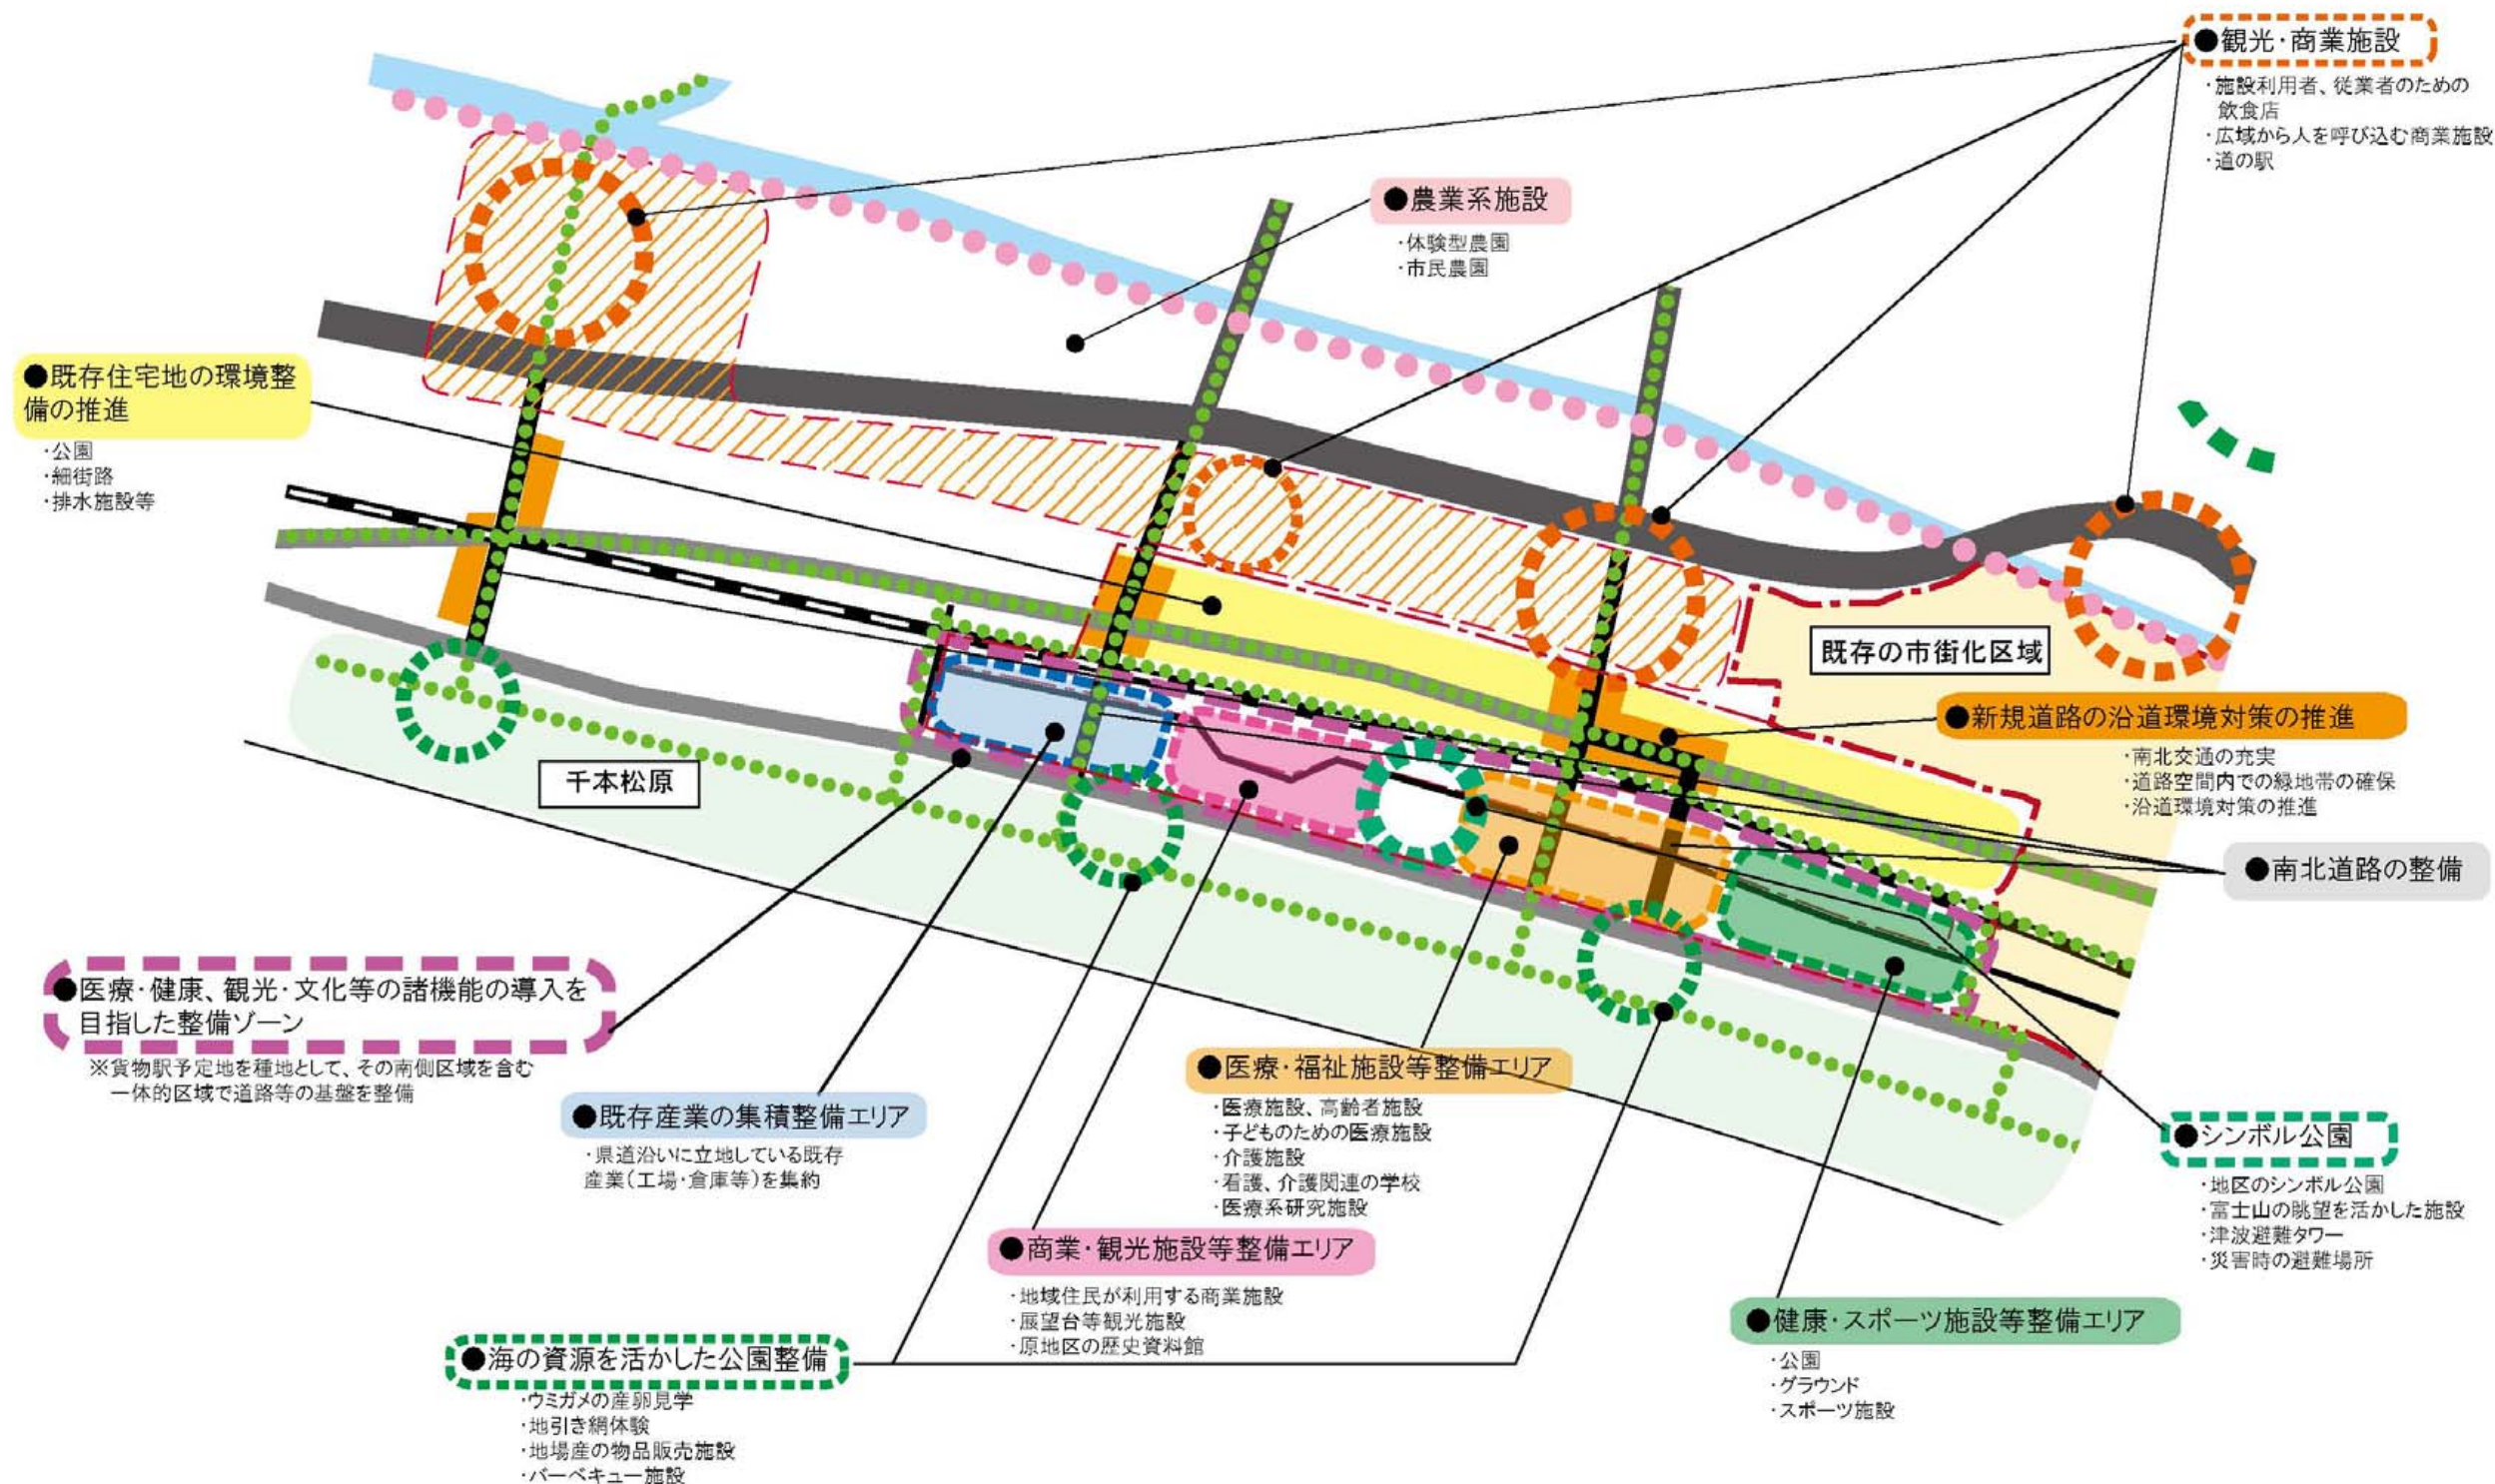 ●観光・商業施設
・施設利用者、従業者のための
飲食店
・広域から人を呼び込む商業施設
・道の駅
●農業系施設
・体験型農園
・市民農園
●既存住宅地の環境整
備の推進
・公園
・細街路
・排水施設等
既存の市街化区域
●新規道路の沿道環境対策の推進
・南北交通の充実
・道路空間内での緑地帯の確保
・沿道環境対策の推進
千本松原
●南北道路の整備
●医療・健康、観光・文化等の諸機能の導入を
目指した整備ゾーン
※貨物駅予定地を種地として、その南側区域を含む
一体的区域で道路等の基盤を整備
●既存産業の集積整備エリア
・県道沿いに立地している既存
産業(工場・倉庫等)を集約
●医療・福祉施設等整備エリア
・医療施設、高齢者施設
・子どものための医療施設
・介護施設
・看護、介護関連の学校
・医療系研究施設
●シンボル公園
・地区のシンボル公園
・富士山の眺望を活かした施設
・津波避難タワー
・災害時の避難場所
●商業・観光施設等整備エリア
・地域住民が利用する商業施設
・展望台等観光施設
・原地区の歴史資料館
●健康・スポーツ施設等整備エリア
・公園
・グラウンド
・スポーツ施設
●海の資源を活かした公園整備
・ウミガメの産卵見学
・地引き網体験
・地場産の物品販売施設
・バーベキュー施設